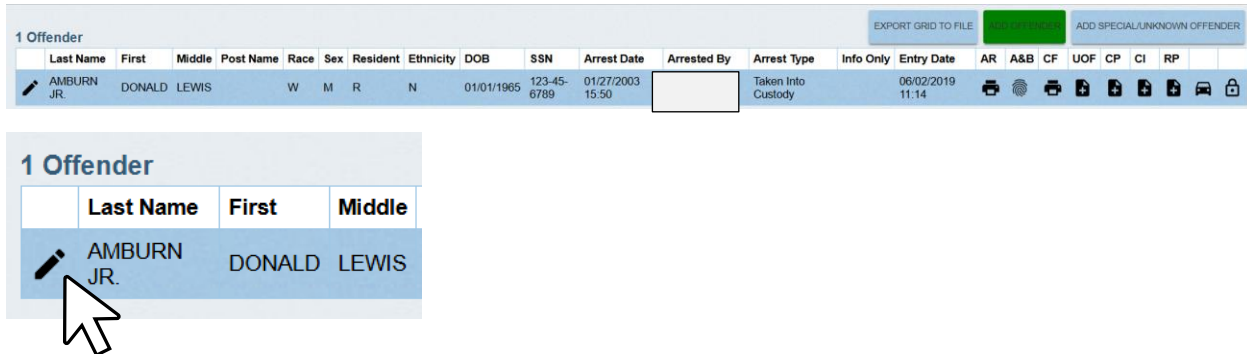 EXPORT GRID TO FILE ADD OFFENDER ADD SPECIAL/UNKNOWN OFFENDER
1 Offender
Last Name First Middle Post Name Race Sex Resident Ethnicity DOB SSN Arrest Date Arrested By Arrest Type Info Only Entry Date AR A&B CF UOF CP CI RP
AMBURN DONALD LEWIS W M R N 01/01/1965 123-45- 01/27/2003 Taken Into 06/02/2019
JR. 6789 15:50 Custody 11:14
1 Offender
Last Name First Middle
AMBURN DONALD LEWIS
JR.